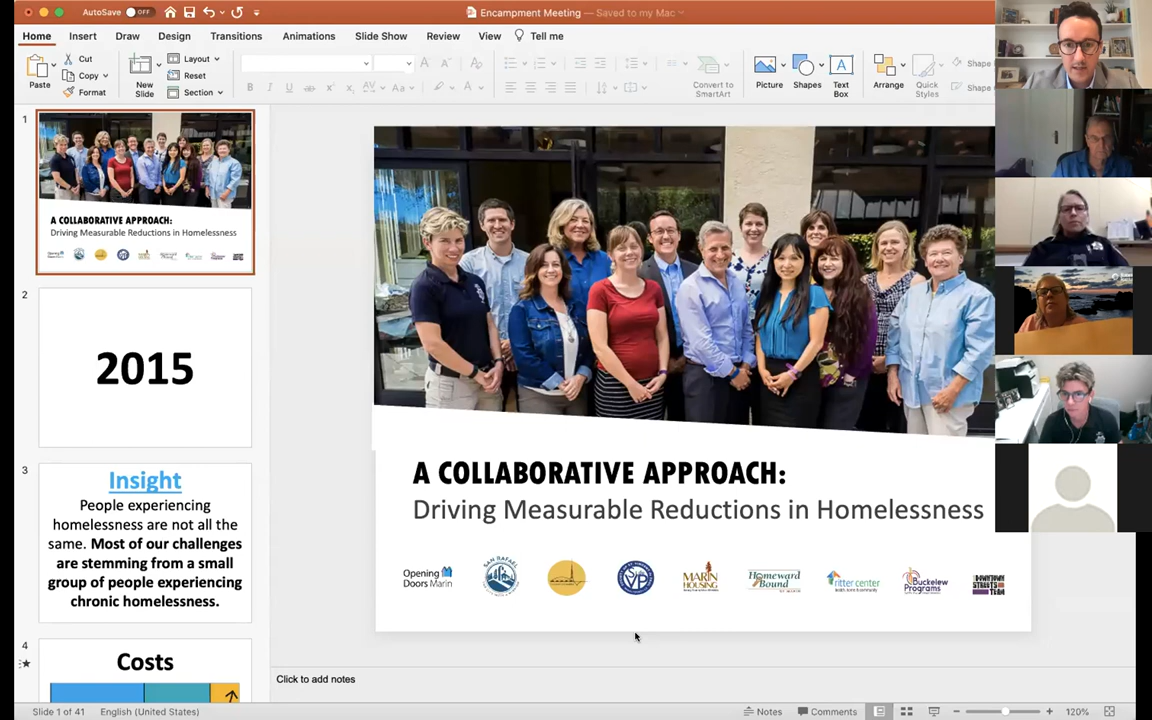 AutoSave OFF
Encampment Meeting — Saved to my Mac
Home Insert Draw Design Transitions Animations Slide Show Review View Tell me
Paste
Cut
Copy
Format
New Slide
Layout
Reset
Section
Convert to SmartArt
Picture
Shapes
Text Box
Arrange
Quick Styles
Shape
Shape
1
A COLLABORATIVE APPROACH:
Driving Measurable Reductions in Homelessness
2
2015
3
Insight
People experiencing
homelessness are not all the
same. Most of our challenges
are stemming from a small
group of people experiencing
chronic homelessness.
4
Costs
A COLLABORATIVE APPROACH:
Driving Measurable Reductions in Homelessness
Opening
Doors Marin
SAN RAFAEL
SVP
MARIN
HOUSING
Homeward
Bound
OF MARIN
ritter center
Buckelew
Programs
DOWNTOWN
STREETS
TEAM
Click to add notes
Slide 1 of 41 English (United States)
Notes Comments 120%